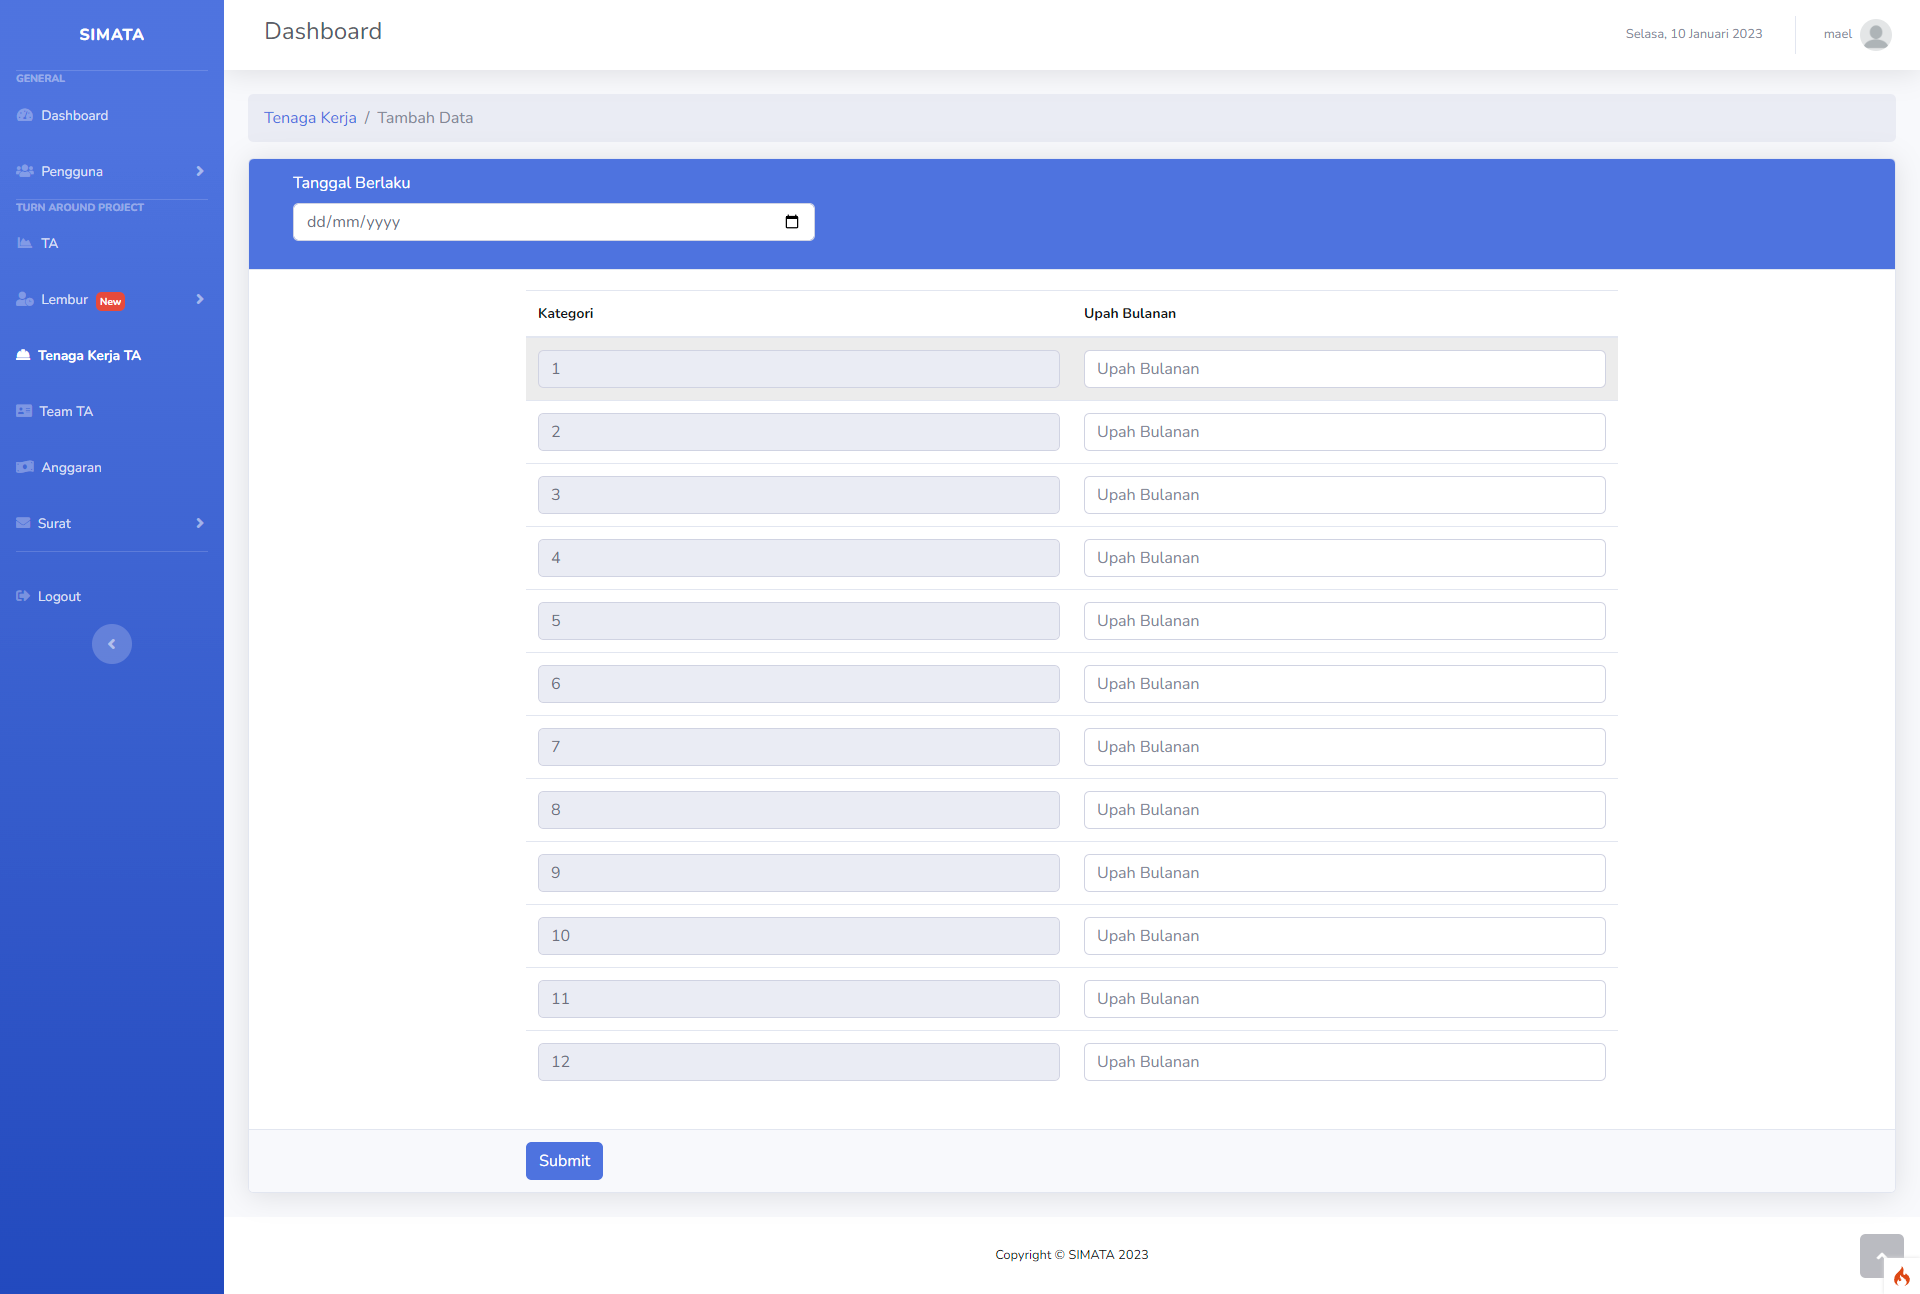 SIMATA
GENERAL
Dashboard
Pengguna
TURN AROUND PROJECT
TA
Lembur New
Tenaga Kerja TA
Team TA
Anggaran
Surat
Logout
Dashboard
Selasa, 10 Januari 2023
mael
Tenaga Kerja / Tambah Data
Tanggal Berlaku
dd/mm/yyyy
Kategori Upah Bulanan
1 Upah Bulanan
2 Upah Bulanan
3 Upah Bulanan
4 Upah Bulanan
5 Upah Bulanan
6 Upah Bulanan
7 Upah Bulanan
8 Upah Bulanan
9 Upah Bulanan
10 Upah Bulanan
11 Upah Bulanan
12 Upah Bulanan
Submit
Copyright © SIMATA 2023